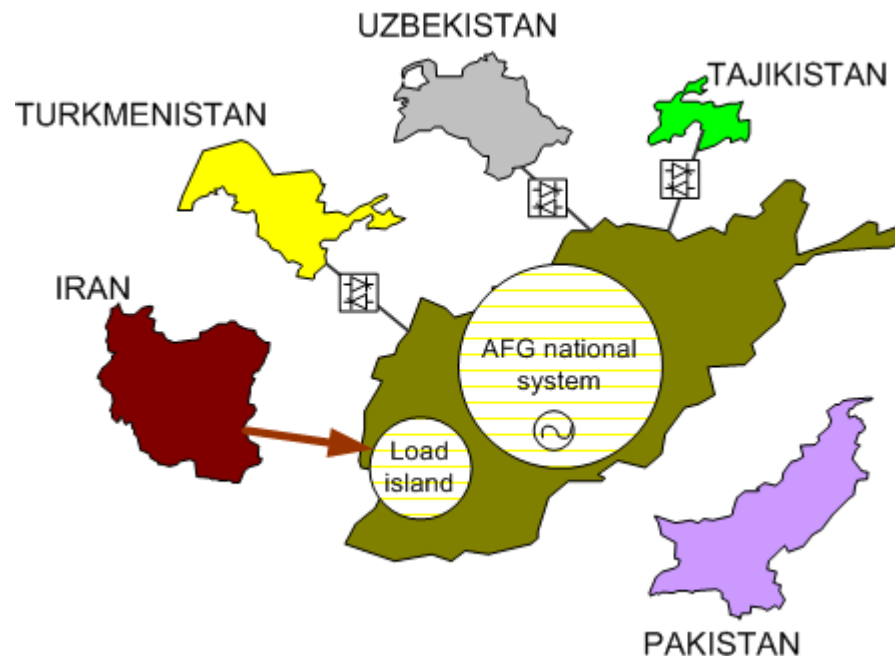 UZBEKISTAN
TAJIKISTAN
TURKMENISTAN
IRAN
AFG national
system
Load
island
PAKISTAN